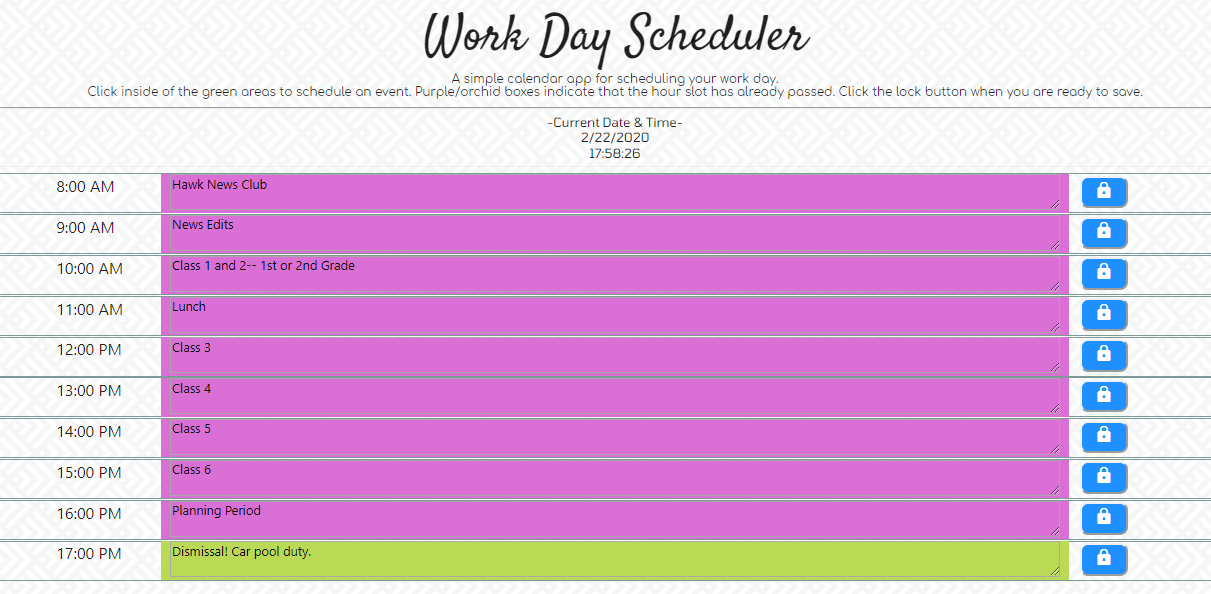 Work Day Scheduler
A simple calendar app for scheduling your work day.
Click inside of the green areas to schedule an event. Purple/orchid boxes indicate that the hour slot has already passed. Click the lock button when you are ready to save.
-Current Date & Time-
2/22/2020
17:58:26
8:00 AM Hawk News Club
9:00 AM News Edits
10:00 AM Class 1 and 2-- 1st or 2nd Grade
11:00 AM Lunch
12:00 PM Class 3
13:00 PM Class 4
14:00 PM Class 5
15:00 PM Class 6
16:00 PM Planning Period
17:00 PM Dismissal! Car pool duty.